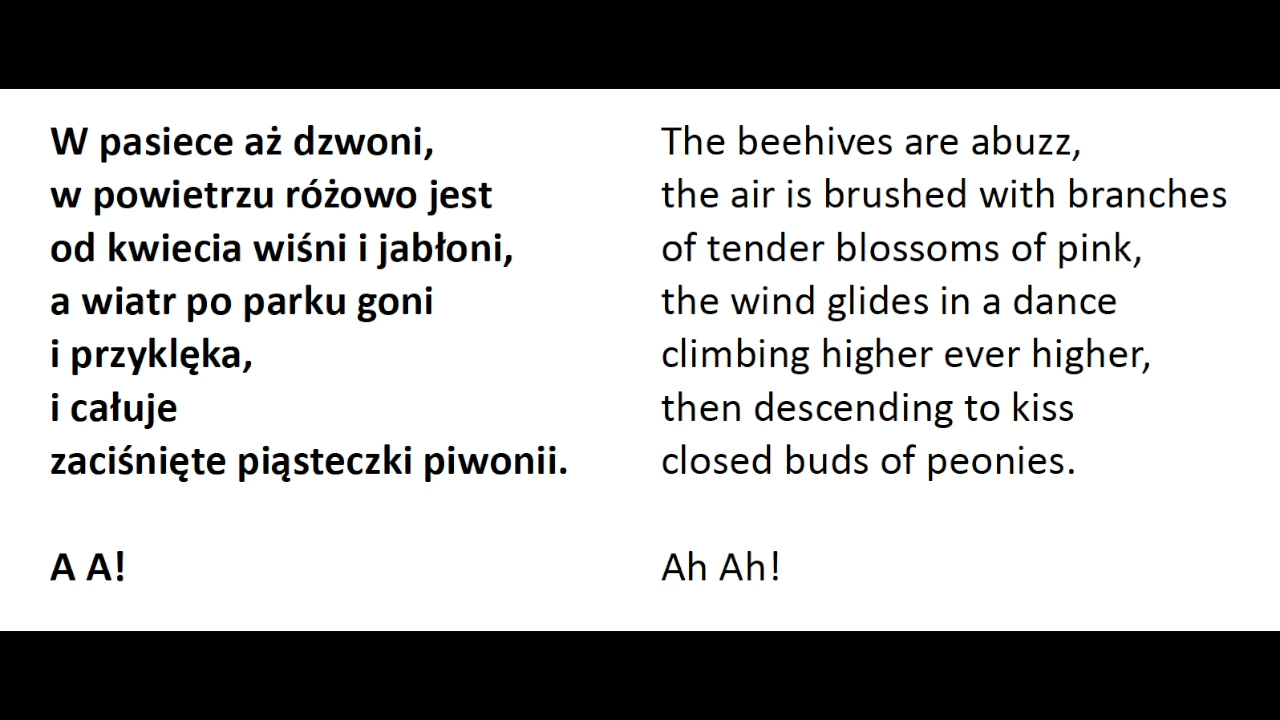 W pasiece aż dzwoni,
w powietrzu różowo jest
od kwiecia wiśni i jabłoni,
a wiatr po parku goni
i przyklęka,
i całuje
zaciśnięte piąsteczki piwonii.
A A!
The beehives are abuzz,
the air is brushed with branches
of tender blossoms of pink,
the wind glides in a dance
climbing higher ever higher,
then descending to kiss
closed buds of peonies.
Ah Ah!